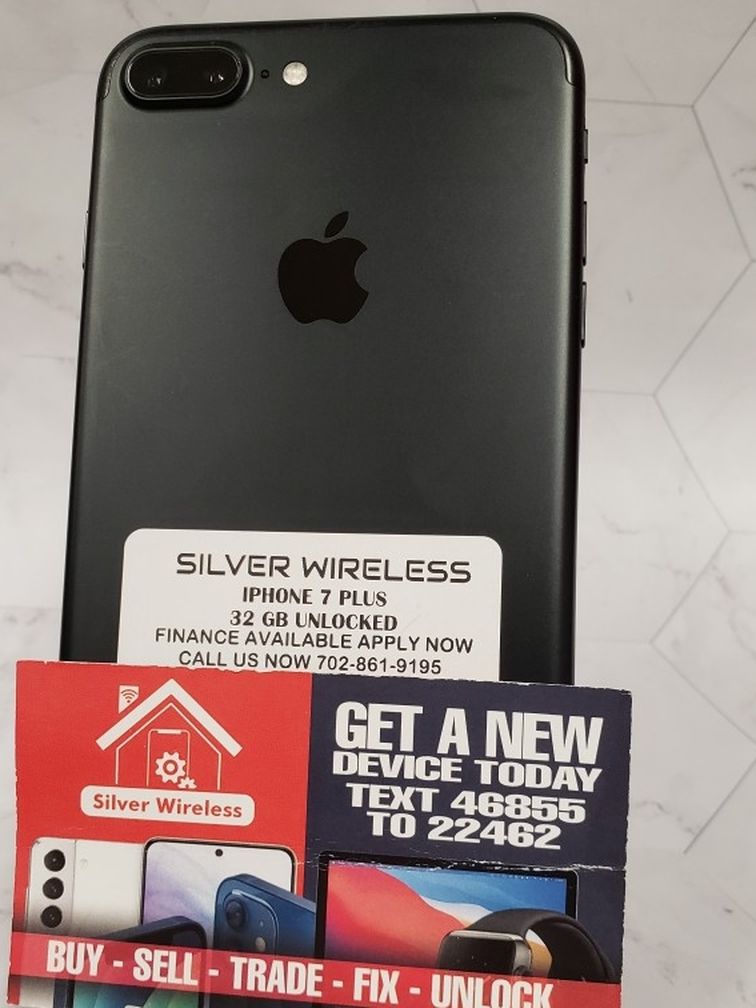 SILVER WIRELESS
IPHONE 7 PLUS
32 GB UNLOCKED
FINANCE AVAILABLE APPLY NOW
CALL US NOW 702-861-9195
Silver Wireless
GET A NEW
DEVICE TODAY
TEXT 46855
TO 22462
BUY - SELL - TRADE - FIX - UNLOCK